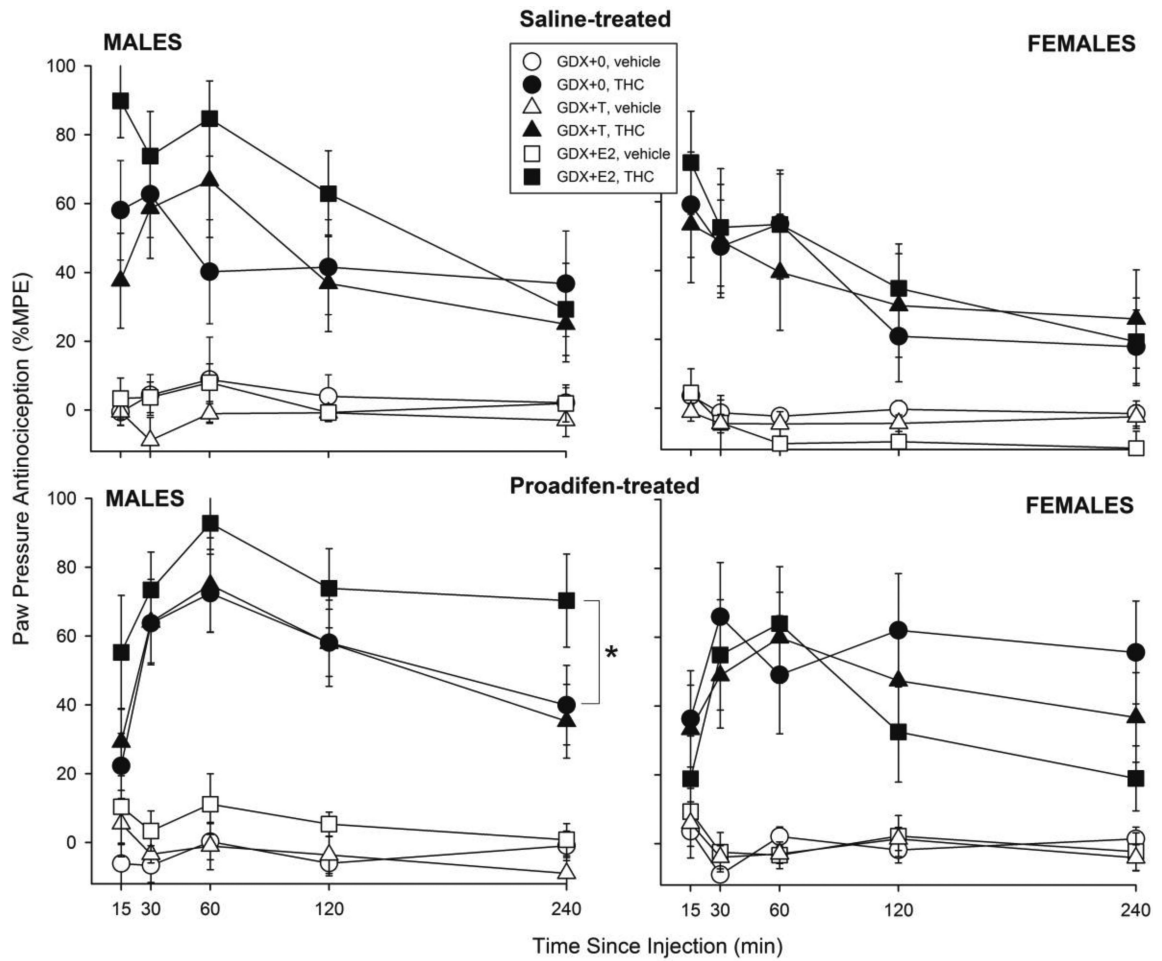 Saline-treated
MALES
FEMALES
GDX+0, vehicle
GDX+0, THC
GDX+T, vehicle
GDX+T, THC
GDX+E2, vehicle
GDX+E2, THC
100
80
60
40
20
0
Paw Pressure Antinociception (%MPE)
Proadifen-treated
MALES
FEMALES
100
80
60
40
20
0
*
15 30 60 120 240
15 30 60 120 240
Time Since Injection (min)